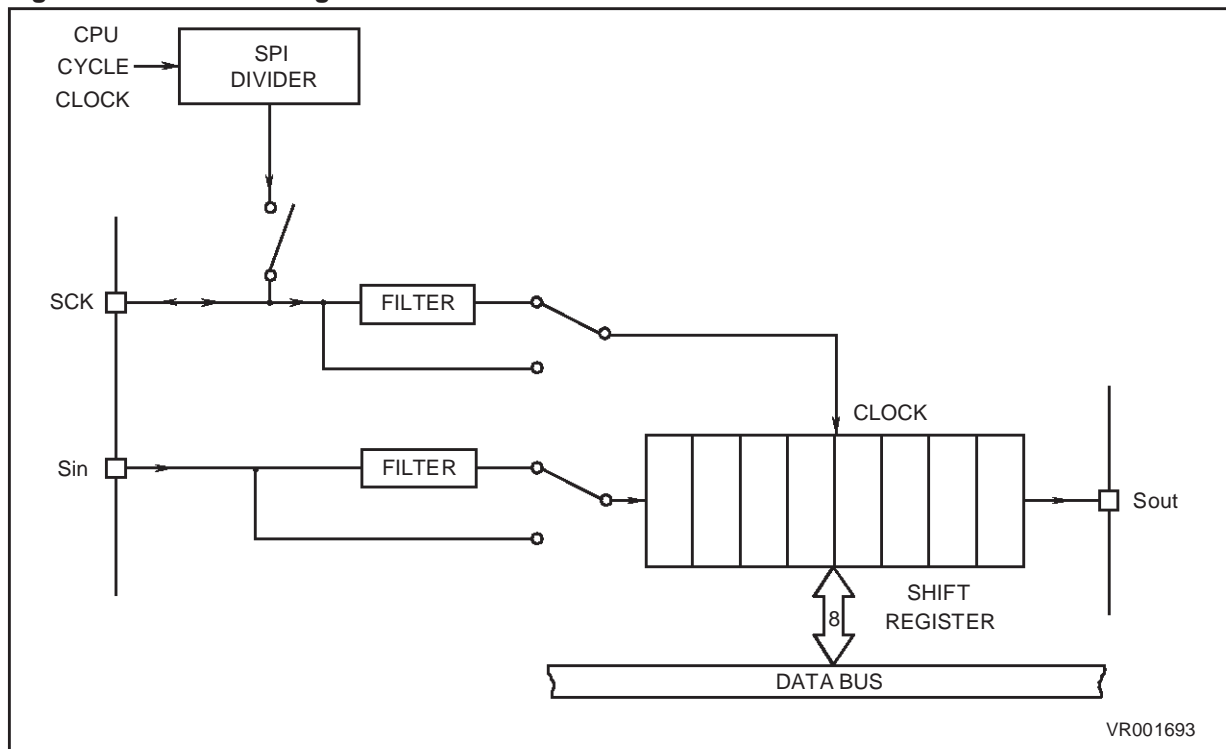 CPU
CYCLE
CLOCK
SPI
DIVIDER
SCK
FILTER
CLOCK
Sin
FILTER
Sout
SHIFT
REGISTER
8
DATA BUS
VR001693